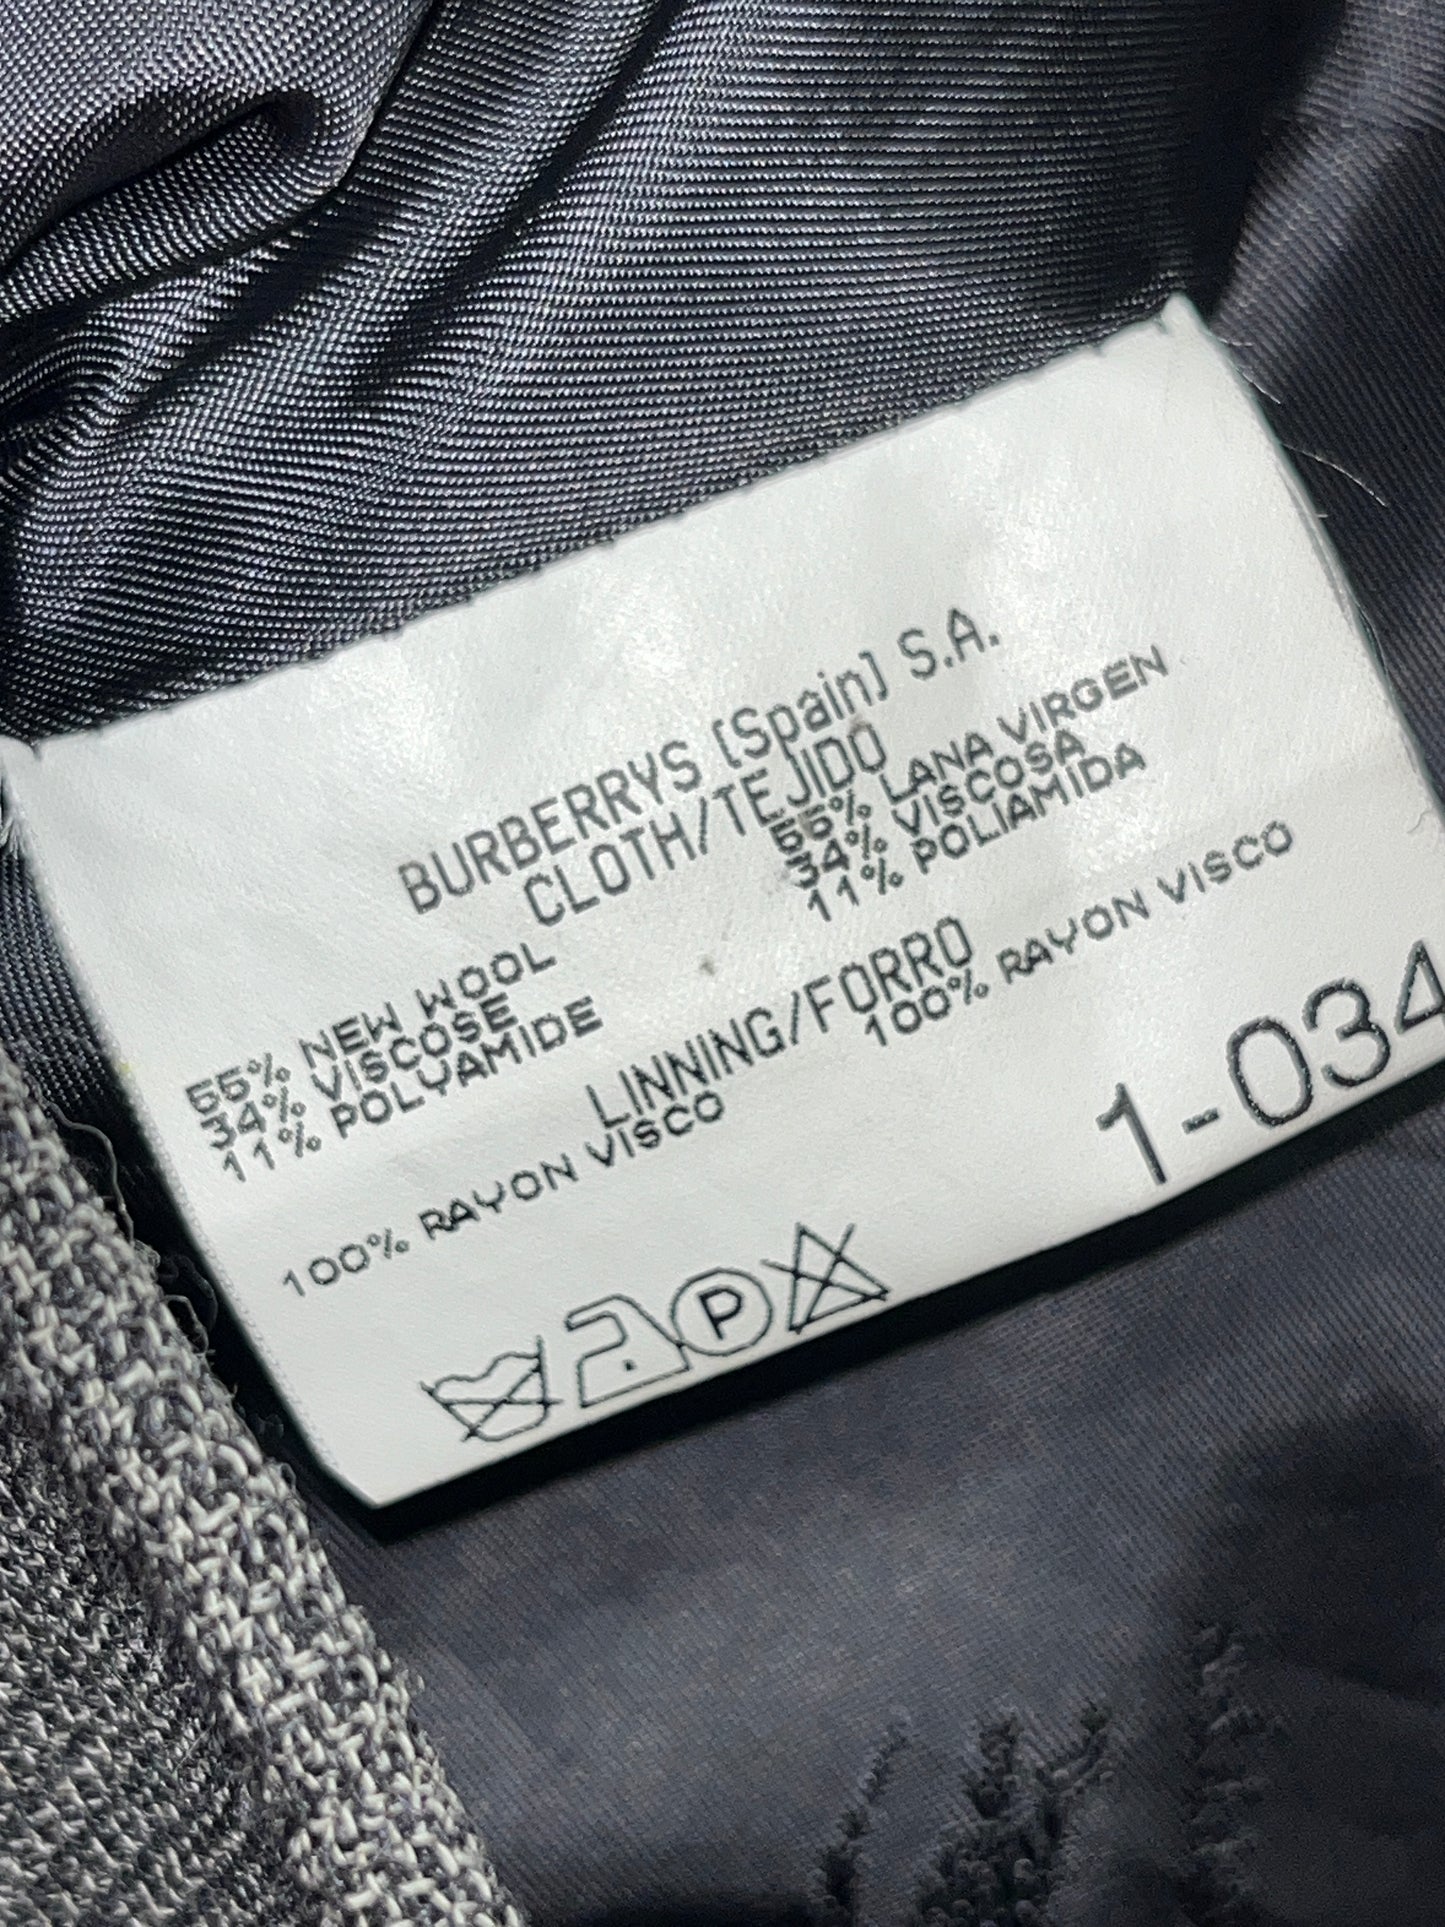 BURBERRYS [Spain] S.A.
CLOTH/TEJIDO
55% NEW WOOL
34% VISCOSE
11% POLYAMIDE
55% LANA VIRGEN
34% VISCOSA
11% POLIAMIDA
LINNING/FORRO
100% RAYON VISCO
100% RAYON VISCO
1-034
P